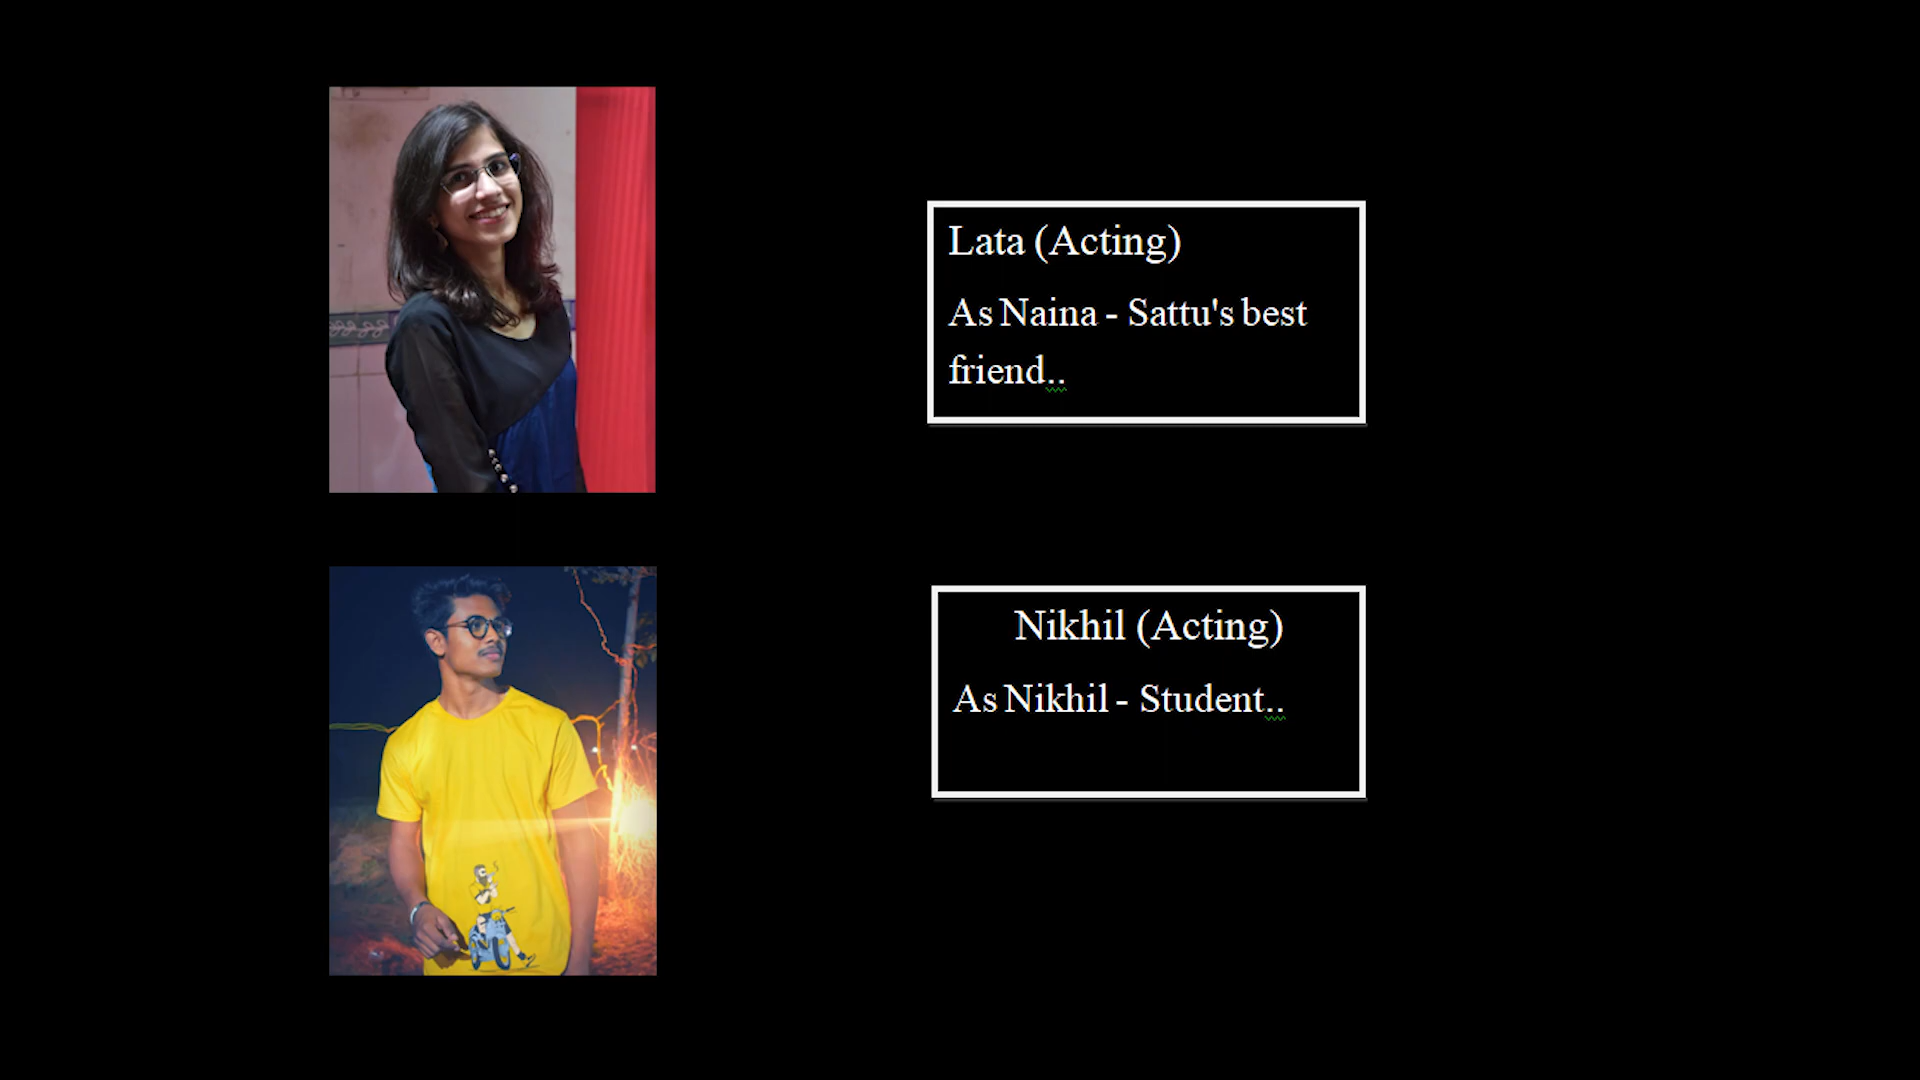 Lata (Acting)
As Naina - Sattu's best
friend..
Nikhil (Acting)
As Nikhil - Student..